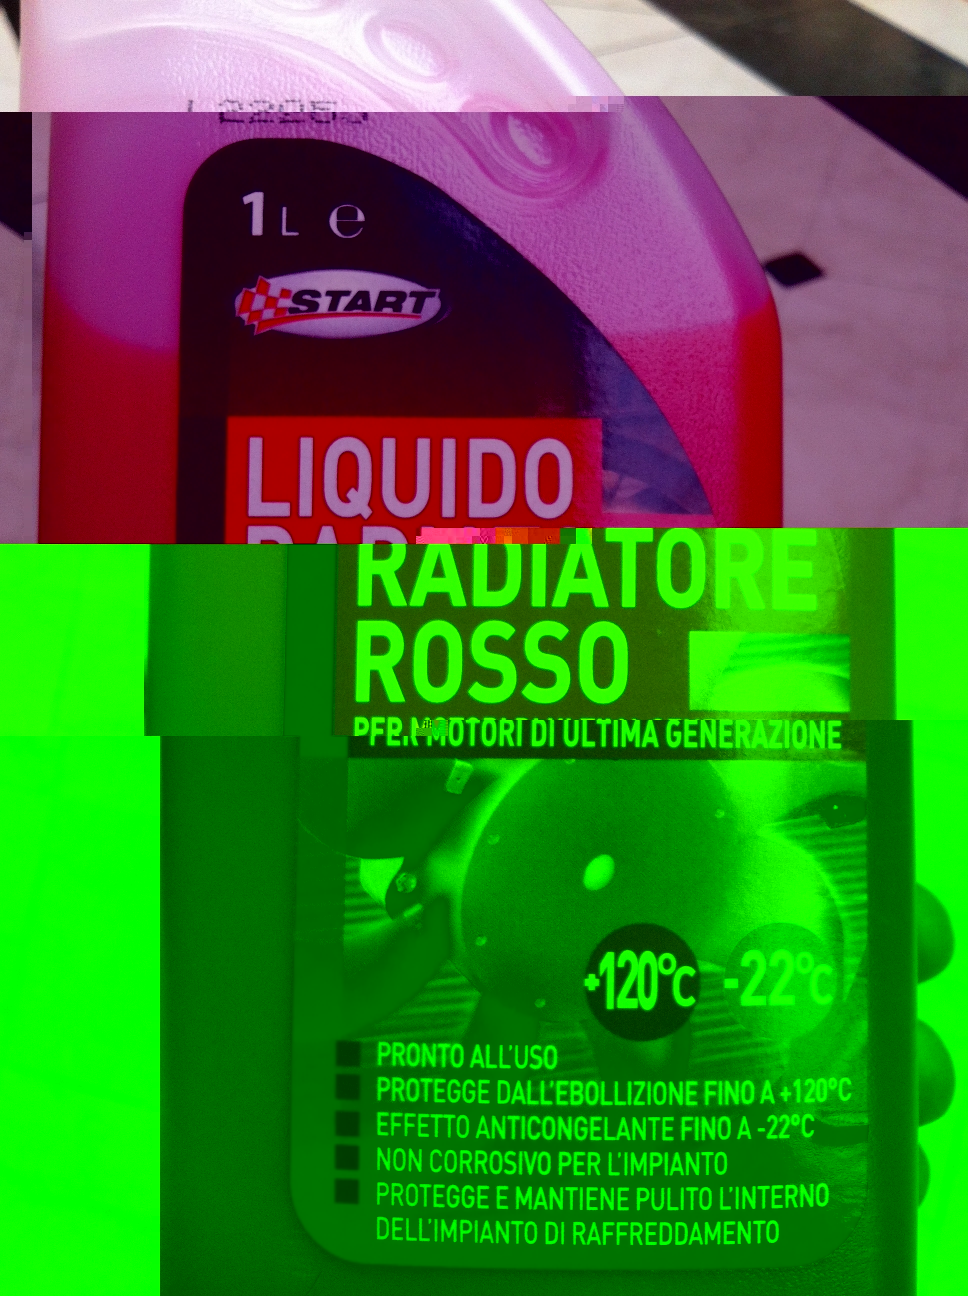 1 L e
START
LIQUIDO
RADIATORE
ROSSO
PER MOTORI DI ULTIMA GENERAZIONE
+120°C -22°C
PRONTO ALL'USO
PROTEGGE DALL'EBOLLIZIONE FINO A +120°C
EFFETTO ANTICONGELANTE FINO A -22°C
NON CORROSIVO PER L'IMPIANTO
PROTEGGE E MANTIENE PULITO L'INTERNO
DELL'IMPIANTO DI RAFFREDDAMENTO